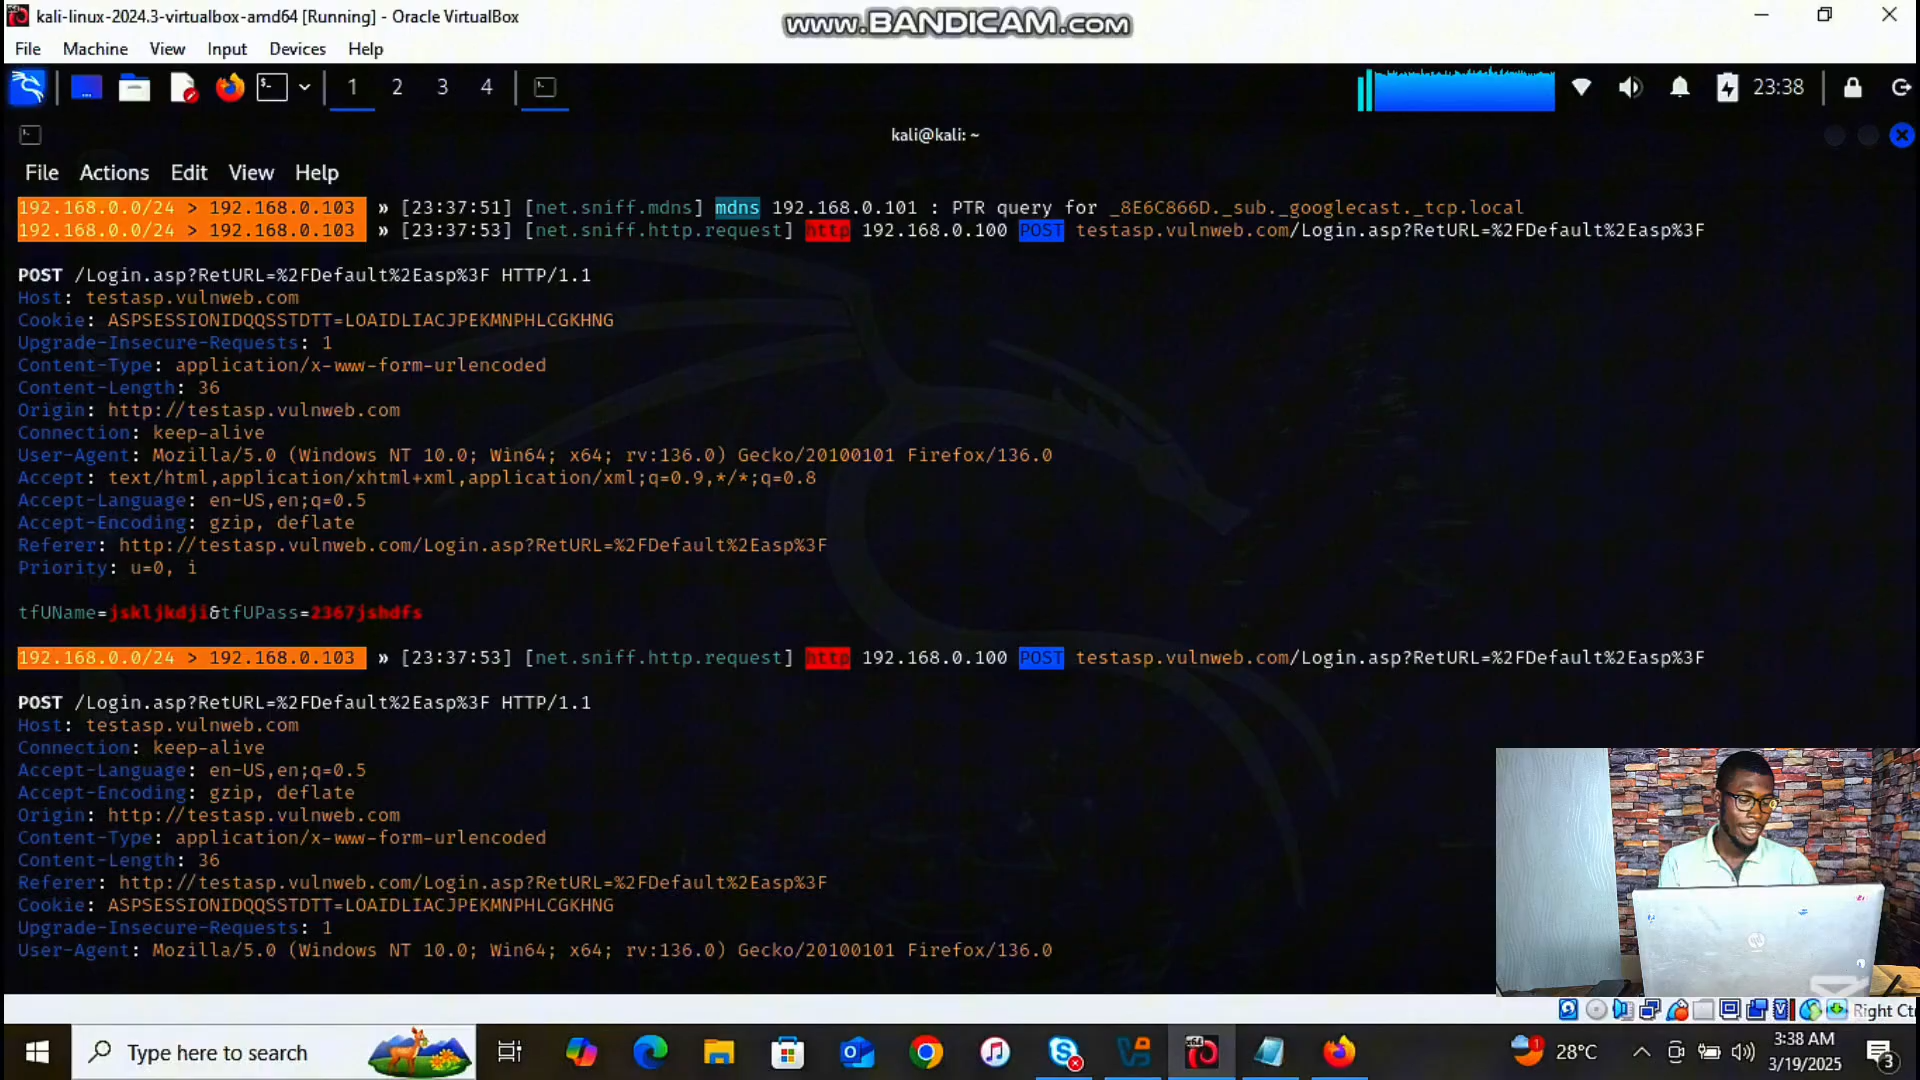 kali-linux-2024.3-virtualbox-amd64 [Running] - Oracle VirtualBox
www.BANDICAM.com
File Machine View Input Devices Help
1 2 3 4
23:38
kali@kali: ~
File Actions Edit View Help
192.168.0.0/24 > 192.168.0.103 » [23:37:51] [net.sniff.mdns] mdns 192.168.0.101 : PTR query for _8E6C866D._sub._googlecast._tcp.local
192.168.0.0/24 > 192.168.0.103 » [23:37:53] [net.sniff.http.request] http 192.168.0.100 POST testasp.vulnweb.com/Login.asp?RetURL=%2FDefault%2Easp%3F
POST /Login.asp?RetURL=%2FDefault%2Easp%3F HTTP/1.1
Host: testasp.vulnweb.com
Cookie: ASPSESSIONIDQQSSTDTT=LOAIDLIACJPEKMNPHLCGKHNG
Upgrade-Insecure-Requests: 1
Content-Type: application/x-www-form-urlencoded
Content-Length: 36
Origin: http://testasp.vulnweb.com
Connection: keep-alive
User-Agent: Mozilla/5.0 (Windows NT 10.0; Win64; x64; rv:136.0) Gecko/20100101 Firefox/136.0
Accept: text/html,application/xhtml+xml,application/xml;q=0.9,*/*;q=0.8
Accept-Language: en-US,en;q=0.5
Accept-Encoding: gzip, deflate
Referer: http://testasp.vulnweb.com/Login.asp?RetURL=%2FDefault%2Easp%3F
Priority: u=0, i
tfUName=jskljkdji&tfUPass=2367jshdfs
192.168.0.0/24 > 192.168.0.103 » [23:37:53] [net.sniff.http.request] http 192.168.0.100 POST testasp.vulnweb.com/Login.asp?RetURL=%2FDefault%2Easp%3F
POST /Login.asp?RetURL=%2FDefault%2Easp%3F HTTP/1.1
Host: testasp.vulnweb.com
Connection: keep-alive
Accept-Language: en-US,en;q=0.5
Accept-Encoding: gzip, deflate
Origin: http://testasp.vulnweb.com
Content-Type: application/x-www-form-urlencoded
Content-Length: 36
Referer: http://testasp.vulnweb.com/Login.asp?RetURL=%2FDefault%2Easp%3F
Cookie: ASPSESSIONIDQQSSTDTT=LOAIDLIACJPEKMNPHLCGKHNG
Upgrade-Insecure-Requests: 1
User-Agent: Mozilla/5.0 (Windows NT 10.0; Win64; x64; rv:136.0) Gecko/20100101 Firefox/136.0
Right Ct
Type here to search
1
28°C
3:38 AM
3/19/2025
3